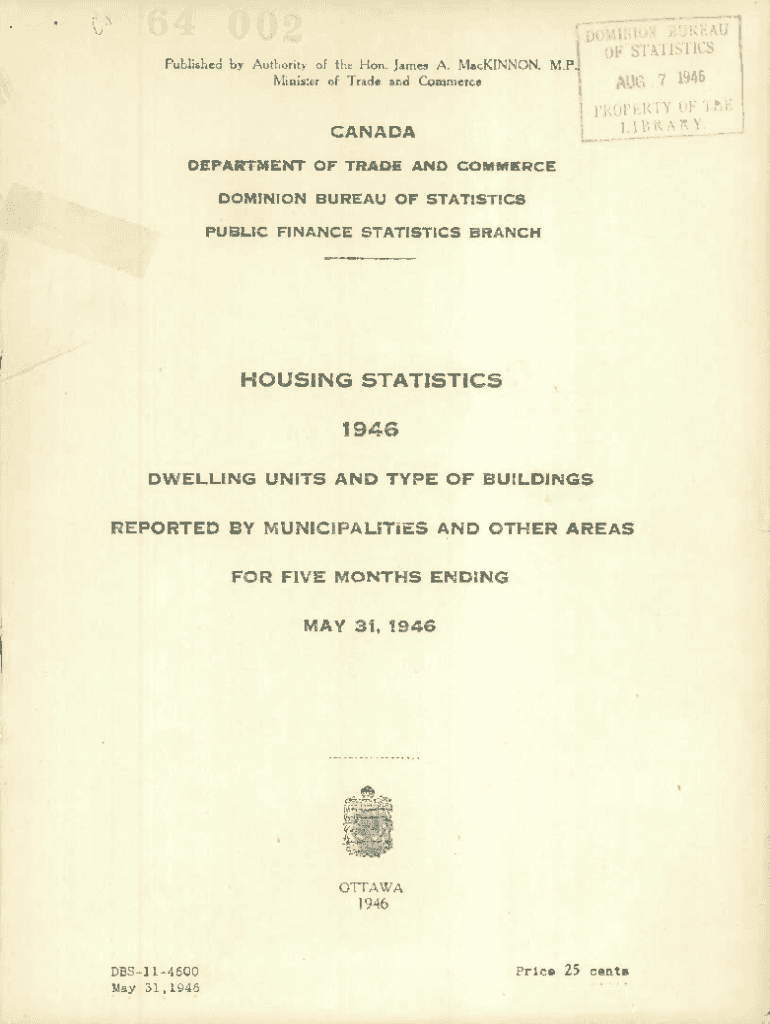 64 002
Published by Authority of the Hon. James A. MacKINNON, M.P.,
Minister of Trade and Commerce
DOMINION BUREAU
OF STATISTICS
AUG 7 1946
PROPERTY OF THE
LIBRARY.
CANADA
DEPARTMENT OF TRADE AND COMMERCE
DOMINION BUREAU OF STATISTICS
PUBLIC FINANCE STATISTICS BRANCH
HOUSING STATISTICS
1946
DWELLING UNITS AND TYPE OF BUILDINGS
REPORTED BY MUNICIPALITIES AND OTHER AREAS
FOR FIVE MONTHS ENDING
MAY 31, 1946
OTTAWA
1946
DBS-11-4600
May 31,1946
Price 25 cents